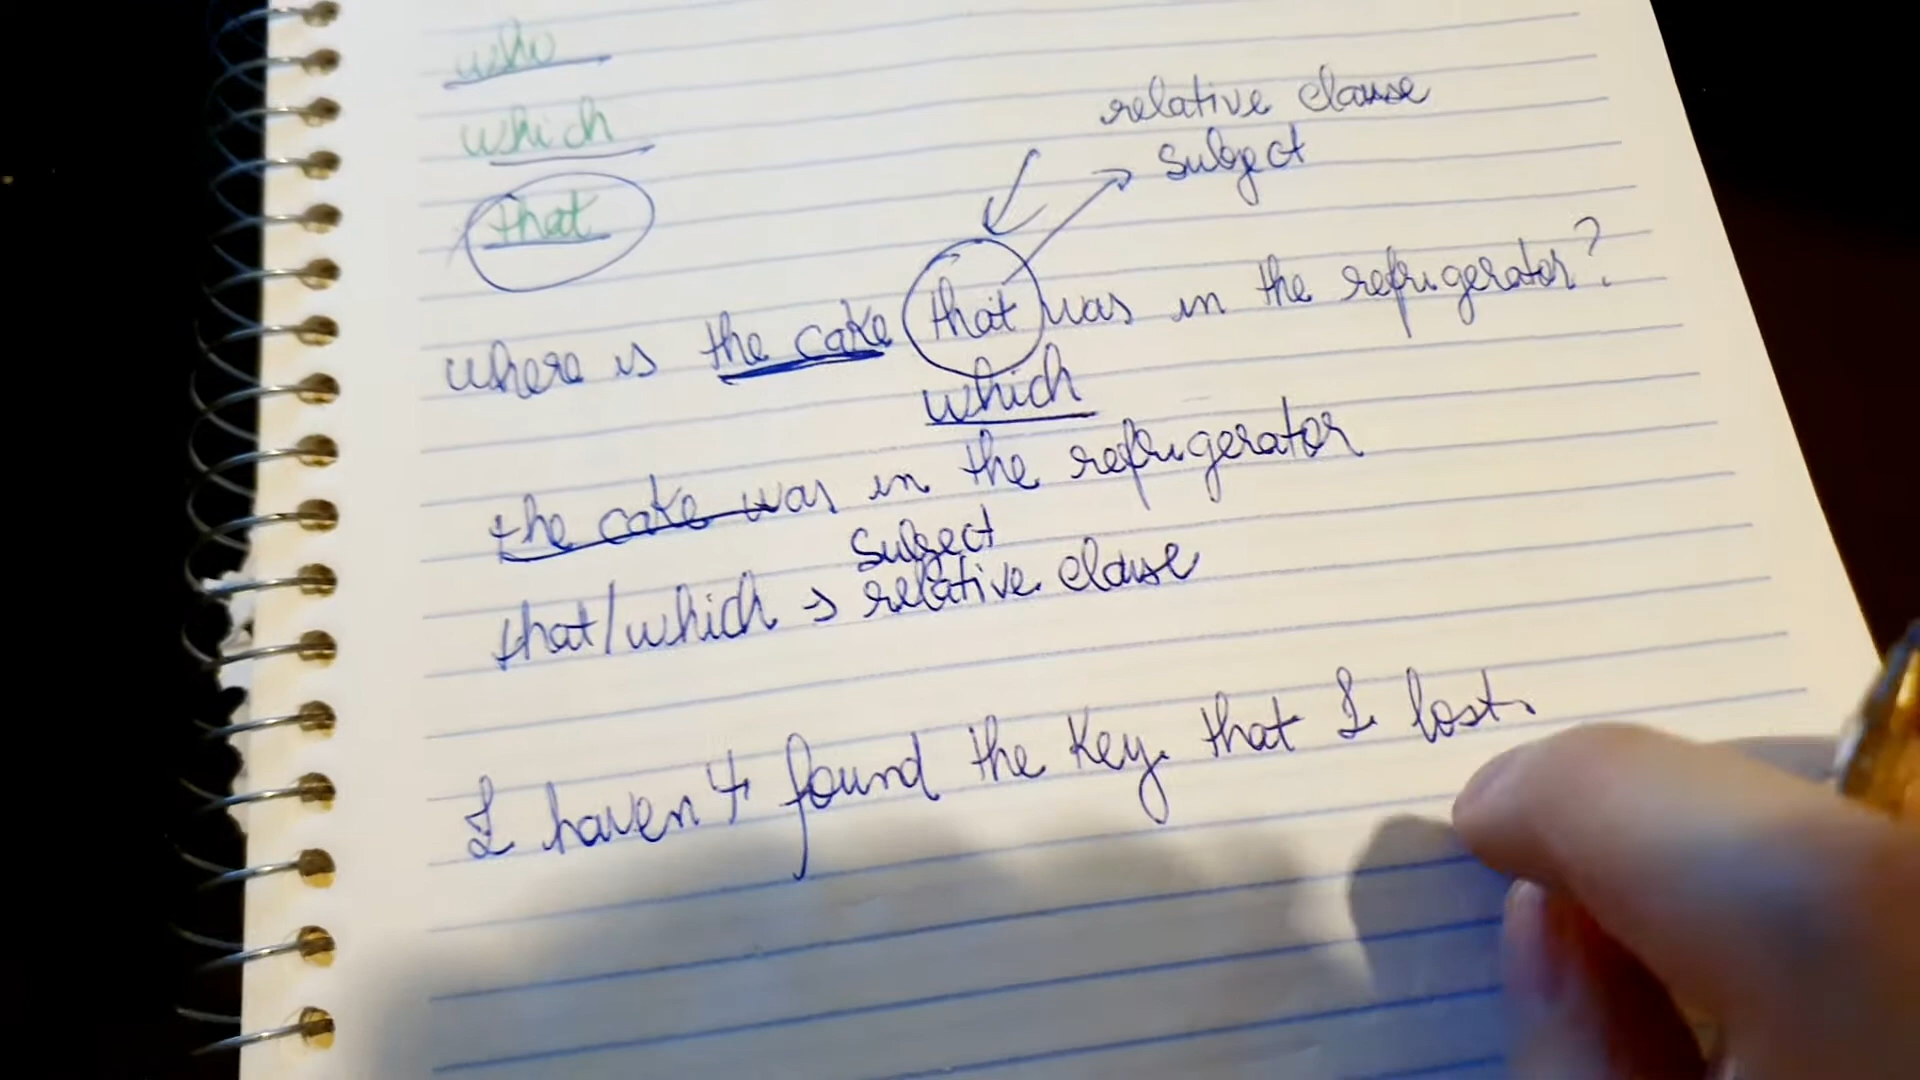 who
which
that
relative clause
subject
where is the cake that was in the refrigerator?
which
the cake was in the refrigerator
subject
that/which → relative clause
I haven't found the key that I lost.